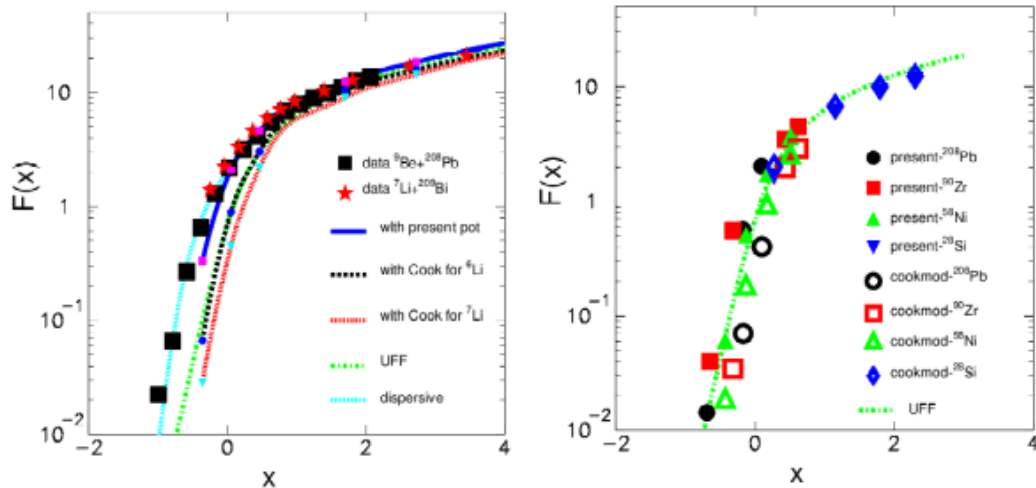 F(x)
10
1
10⁻¹
10⁻²
-2
0
2
4
x
data ⁹Be+²⁰⁸Pb
data ⁷Li+²⁰⁹Bi
with present pot
with Cook for ⁶Li
with Cook for ⁷Li
UFF
dispersive
F(x)
10
1
10⁻¹
10⁻²
-2
0
2
4
x
present-²⁰⁸Pb
present-⁹⁰Zr
present-⁵⁸Ni
present-²⁸Si
cookmod-²⁰⁸Pb
cookmod-⁹⁰Zr
cookmod-⁵⁸Ni
cookmod-²⁸Si
UFF